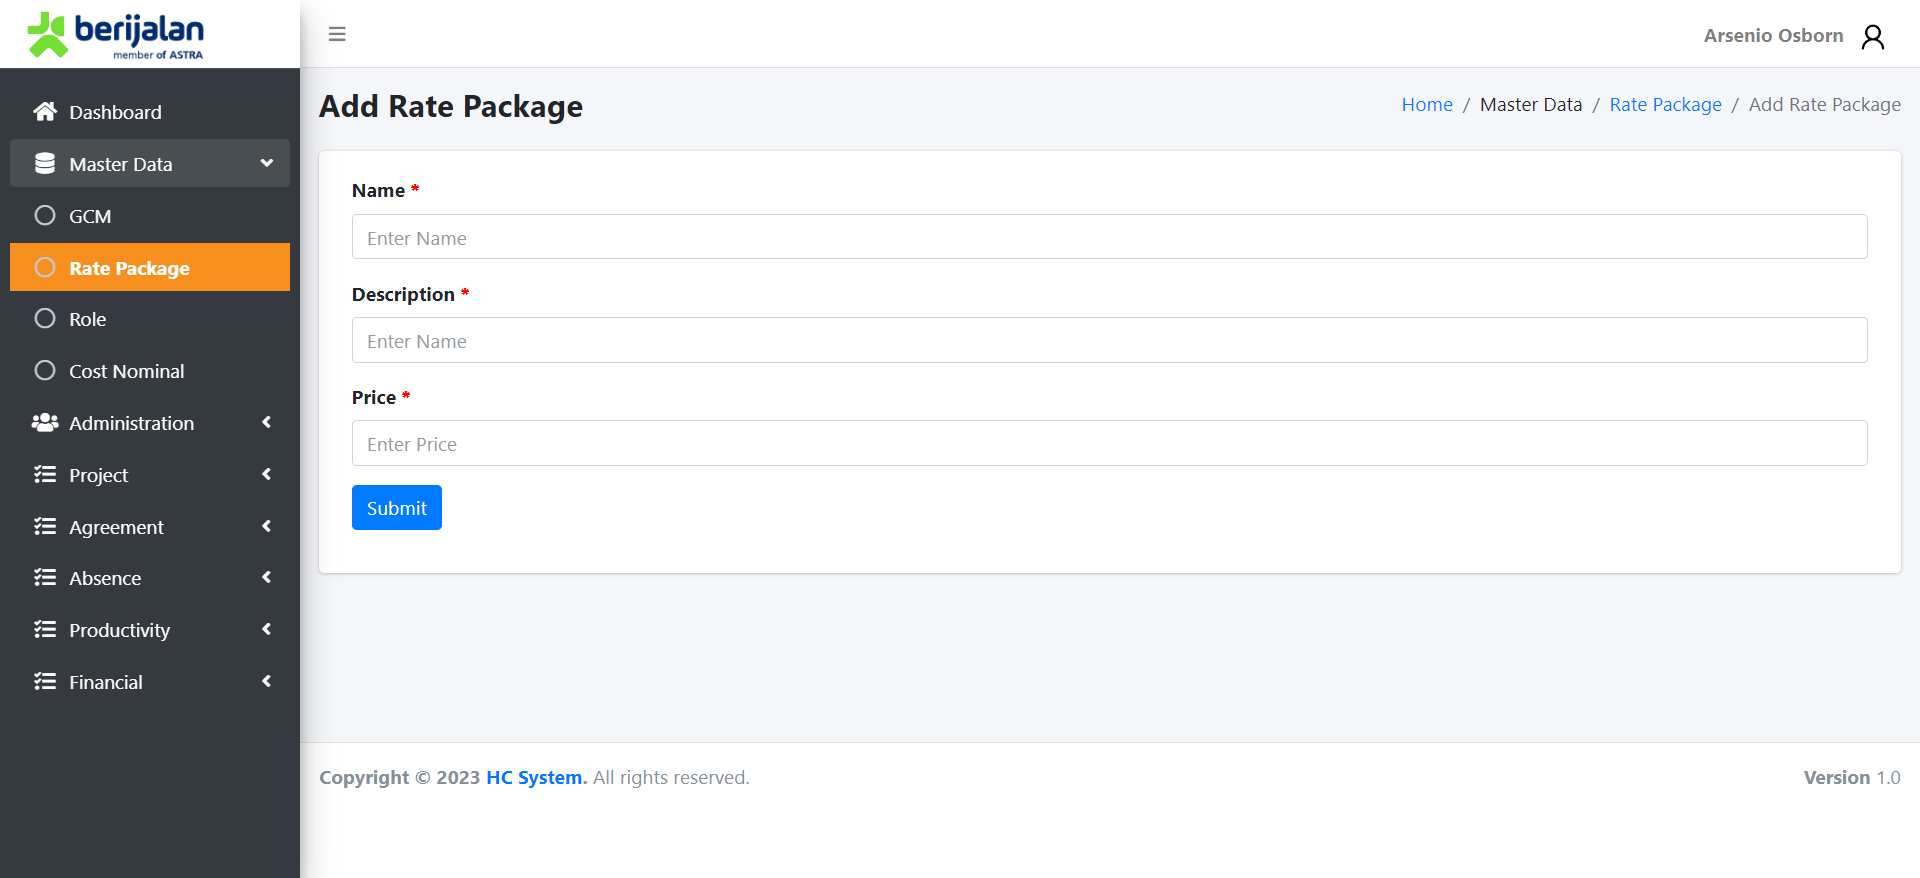 berijalan
member of ASTRA
Arsenio Osborn
Dashboard
Master Data
GCM
Rate Package
Role
Cost Nominal
Administration
Project
Agreement
Absence
Productivity
Financial
Add Rate Package
Home / Master Data / Rate Package / Add Rate Package
Name *
Enter Name
Description *
Enter Name
Price *
Enter Price
Submit
Copyright © 2023 HC System. All rights reserved.
Version 1.0